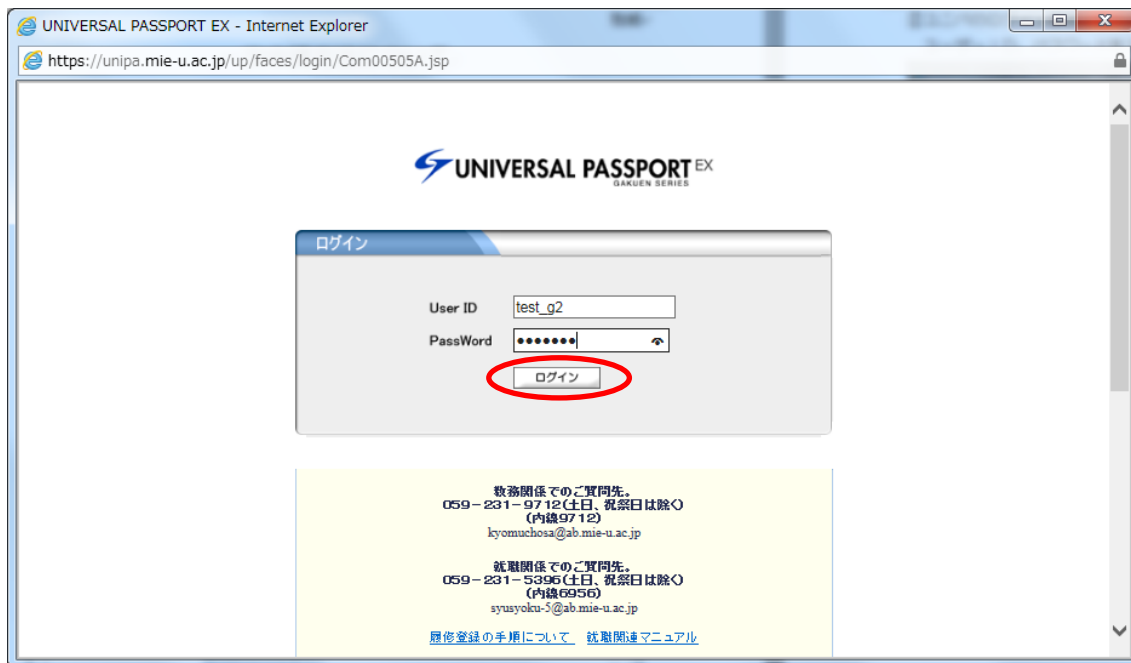 UNIVERSAL PASSPORT EX - Internet Explorer
https://unipa.mie-u.ac.jp/up/faces/login/Com00505A.jsp
UNIVERSAL PASSPORT EX
GAKUEN SERIES
ログイン
User ID test_g2
PassWord •••••••
ログイン
教務関係でのご質問先。
059-231-9712(土日、祝祭日は除く)
(内線9712)
kyomuchosa@ab.mie-u.ac.jp
就職関係でのご質問先。
059-231-5396(土日、祝祭日は除く)
(内線6956)
syusyoku-5@ab.mie-u.ac.jp
履修登録の手順について 就職関連マニュアル